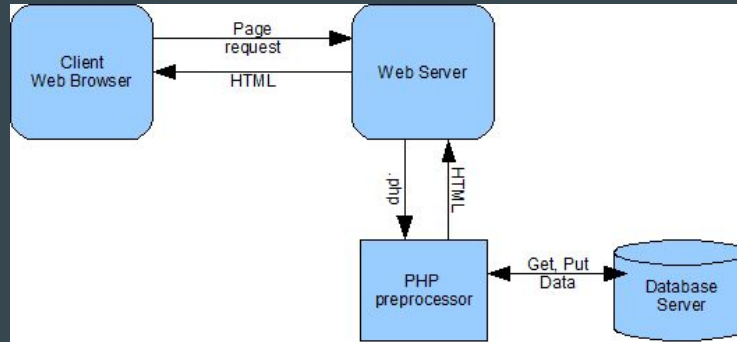 Client
Web Browser
Page
request
HTML
Web Server
.php
HTML
PHP
preprocessor
Get, Put
Data
Database
Server